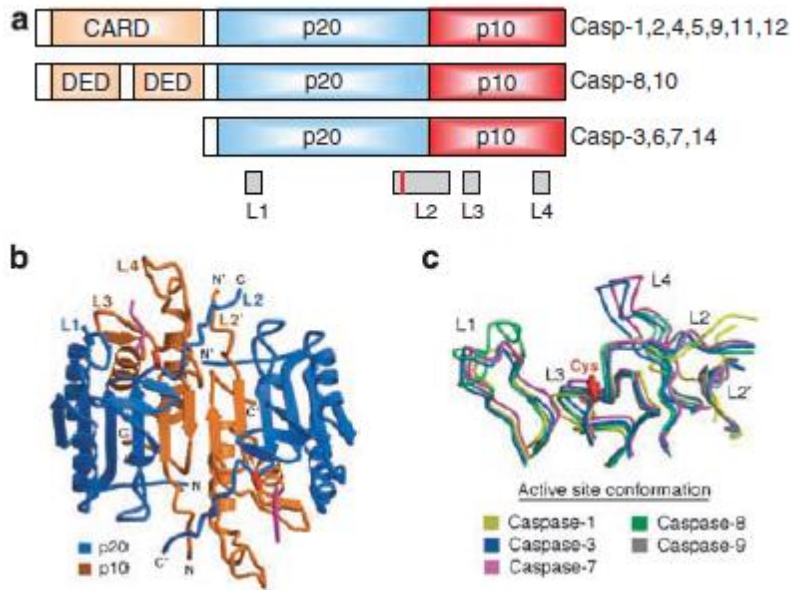 a
CARD p20 p10 Casp-1,2,4,5,9,11,12
DED DED p20 p10 Casp-8,10
p20 p10 Casp-3,6,7,14
L1 L2 L3 L4
b
L4
N' C
L3 L2
L1 L2'
N'
C'
C
N
C'
N
p20
p10
c
L4
L1 L2
L3 Cys
L2'
Active site conformation
Caspase-1 Caspase-8
Caspase-3 Caspase-9
Caspase-7